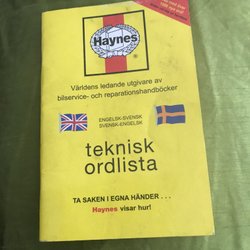 Haynes
Världens ledande utgivare av
bilservice- och reparationshandböcker
ENGELSK-SVENSK
SVENSK-ENGELSK
teknisk
ordlista
TA SAKEN I EGNA HÄNDER . . .
Haynes visar hur!